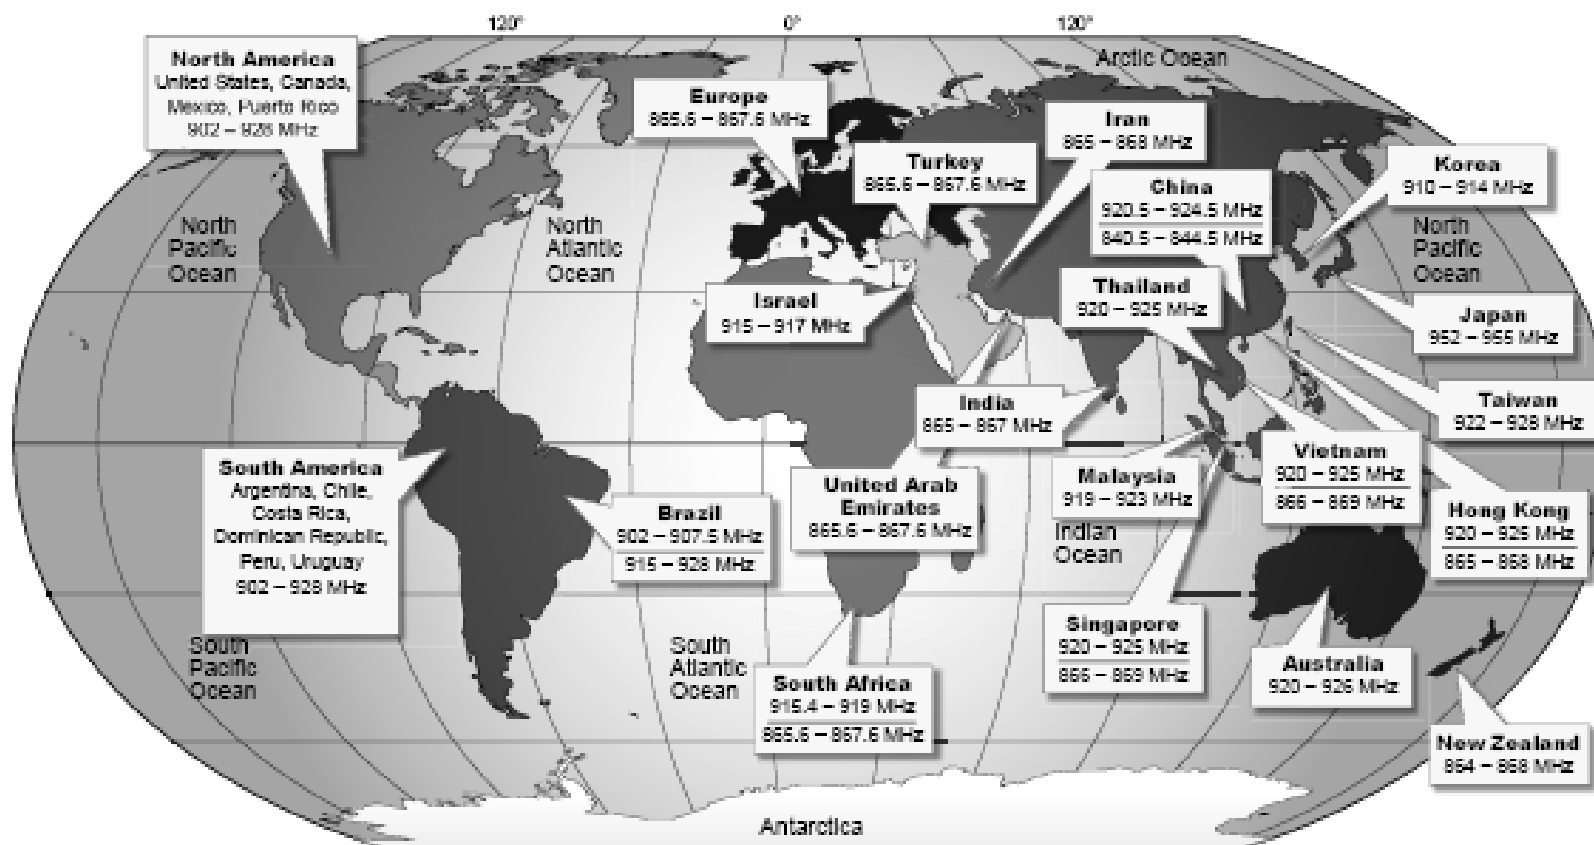 120°
0°
120°
Arctic Ocean
North America
United States, Canada,
Mexico, Puerto Rico
902 – 928 MHz
Europe
865.6 – 867.6 MHz
Iran
865 – 868 MHz
Turkey
865.6 – 867.6 MHz
Korea
910 – 914 MHz
China
920.5 – 924.5 MHz
840.5 – 844.5 MHz
North
Pacific
Ocean
North
Atlantic
Ocean
North
Pacific
Ocean
Israel
915 – 917 MHz
Thailand
920 – 925 MHz
Japan
952 – 955 MHz
India
865 – 867 MHz
Taiwan
922 – 928 MHz
South America
Argentina, Chile,
Costa Rica,
Dominican Republic,
Peru, Uruguay
902 – 928 MHz
Brazil
902 – 907.5 MHz
915 – 928 MHz
United Arab
Emirates
865.6 – 867.6 MHz
Malaysia
919 – 923 MHz
Vietnam
920 – 925 MHz
866 – 869 MHz
Hong Kong
920 – 925 MHz
865 – 868 MHz
Indian
Ocean
Singapore
920 – 925 MHz
866 – 869 MHz
Australia
920 – 926 MHz
South
Pacific
Ocean
South
Atlantic
Ocean
South Africa
915.4 – 919 MHz
865.6 – 867.6 MHz
New Zealand
864 – 868 MHz
Antarctica